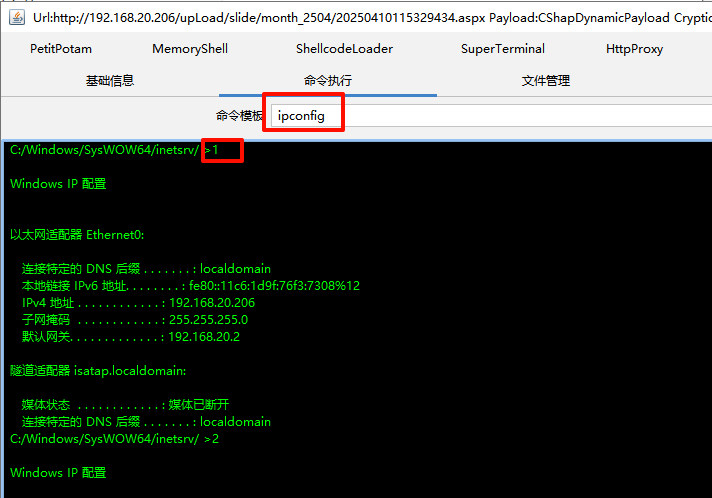 Url:http://192.168.20.206/upLoad/slide/month_2504/20250410115329434.aspx Payload:CShapDynamicPayload Cryptic
PetitPotam MemoryShell ShellcodeLoader SuperTerminal HttpProxy
基础信息 命令执行 文件管理
命令模板 ipconfig
C:/Windows/SysWOW64/inetsrv/ >1
Windows IP 配置
以太网适配器 Ethernet0:
连接特定的 DNS 后缀 . . . . . . . : localdomain
本地链接 IPv6 地址. . . . . . . . : fe80::11c6:1d9f:76f3:7308%12
IPv4 地址 . . . . . . . . . . . . : 192.168.20.206
子网掩码 . . . . . . . . . . . . : 255.255.255.0
默认网关. . . . . . . . . . . . . : 192.168.20.2
隧道适配器 isatap.localdomain:
媒体状态 . . . . . . . . . . . . : 媒体已断开
连接特定的 DNS 后缀 . . . . . . . : localdomain
C:/Windows/SysWOW64/inetsrv/ >2
Windows IP 配置